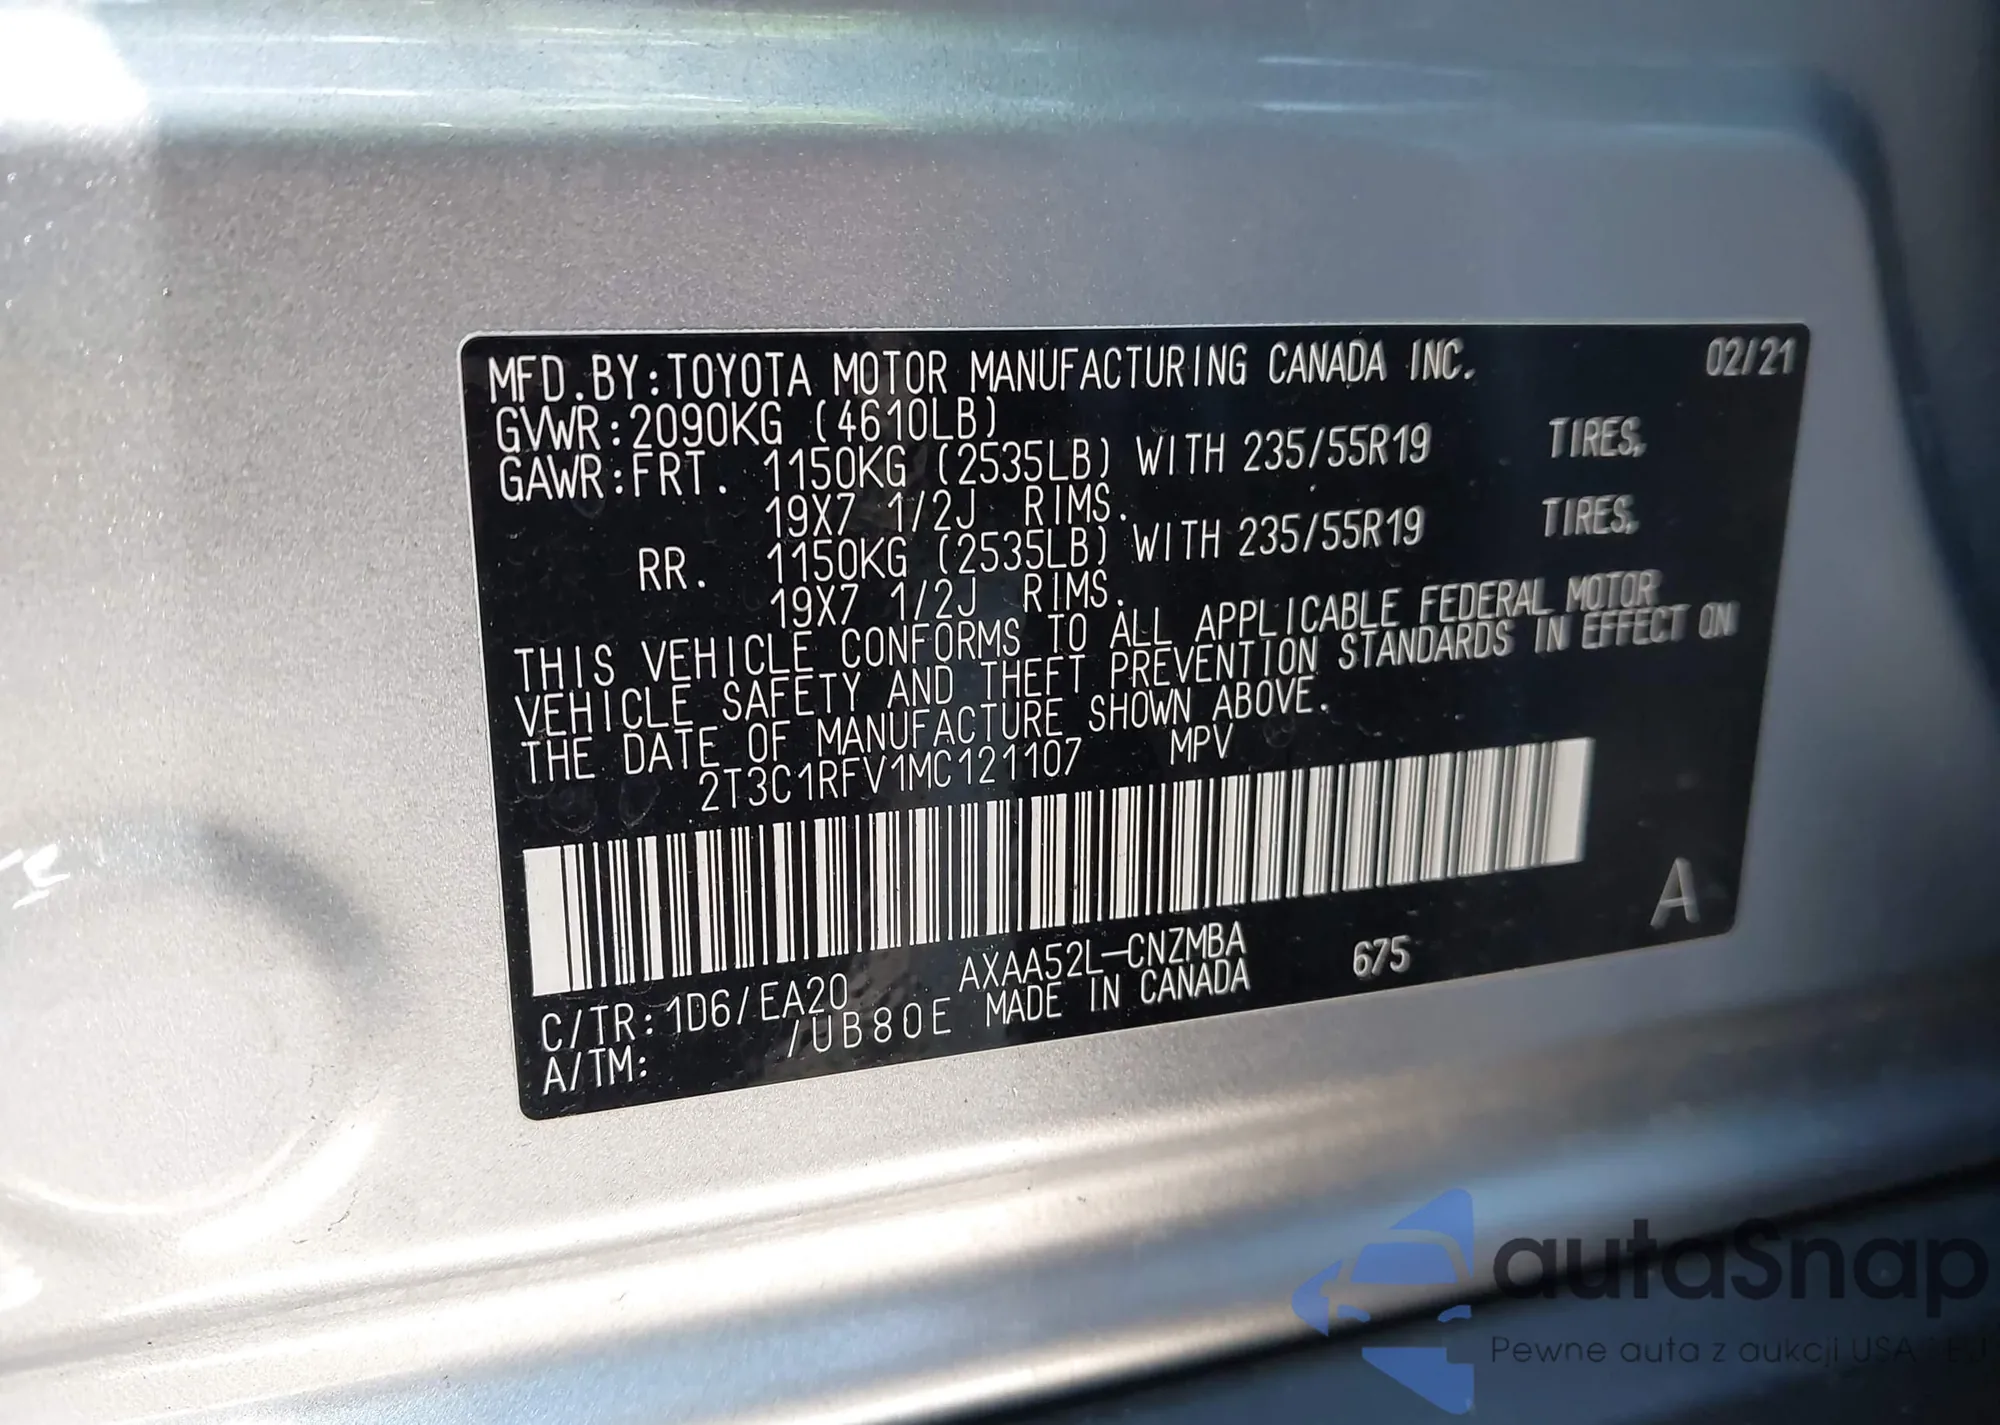 MFD.BY:TOYOTA MOTOR MANUFACTURING CANADA INC. 02/21
GVWR:2090KG (4610LB)
GAWR:FRT. 1150KG (2535LB) WITH 235/55R19 TIRES,
19X7 1/2J RIMS.
RR. 1150KG (2535LB) WITH 235/55R19 TIRES,
19X7 1/2J RIMS.
THIS VEHICLE CONFORMS TO ALL APPLICABLE FEDERAL MOTOR
VEHICLE SAFETY AND THEFT PREVENTION STANDARDS IN EFFECT ON
THE DATE OF MANUFACTURE SHOWN ABOVE.
2T3C1RFV1MC121107 MPV
A
C/TR:1D6/EA20 AXAA52L-CNZMBA 675
A/TM: /UB80E MADE IN CANADA
autaSnap
Pewne auta z aukcji USA i EU